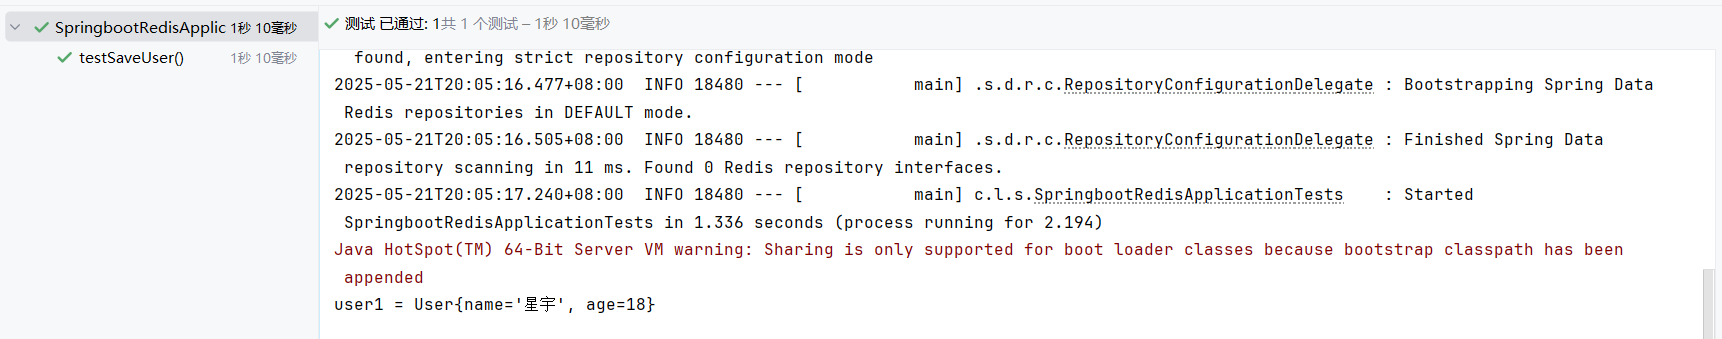 SpringbootRedisApplic 1秒 10毫秒
testSaveUser() 1秒 10毫秒
测试 已通过: 1共 1 个测试 – 1秒 10毫秒
found, entering strict repository configuration mode
2025-05-21T20:05:16.477+08:00  INFO 18480 --- [           main] .s.d.r.c.RepositoryConfigurationDelegate : Bootstrapping Spring Data
Redis repositories in DEFAULT mode.
2025-05-21T20:05:16.505+08:00  INFO 18480 --- [           main] .s.d.r.c.RepositoryConfigurationDelegate : Finished Spring Data
repository scanning in 11 ms. Found 0 Redis repository interfaces.
2025-05-21T20:05:17.240+08:00  INFO 18480 --- [           main] c.l.s.SpringbootRedisApplicationTests    : Started
SpringbootRedisApplicationTests in 1.336 seconds (process running for 2.194)
Java HotSpot(TM) 64-Bit Server VM warning: Sharing is only supported for boot loader classes because bootstrap classpath has been
appended
user1 = User{name='星宇', age=18}